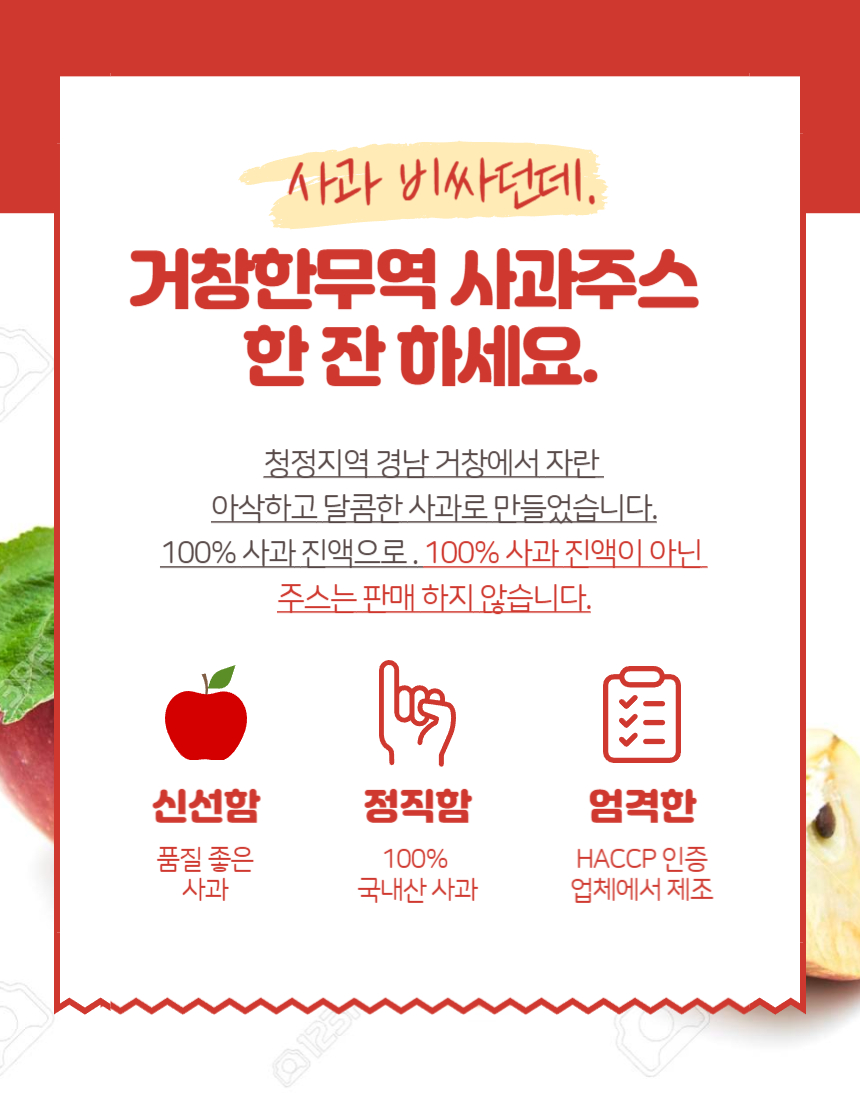 사과 비싸던데.
거창한무역 사과주스
한 잔 하세요.
청정지역 경남 거창에서 자란
아삭하고 달콤한 사과로 만들었습니다.
100% 사과 진액으로 . 100% 사과 진액이 아닌
주스는 판매 하지 않습니다.
신선함 정직함 엄격한
품질 좋은 100% HACCP 인증
사과 국내산 사과 업체에서 제조